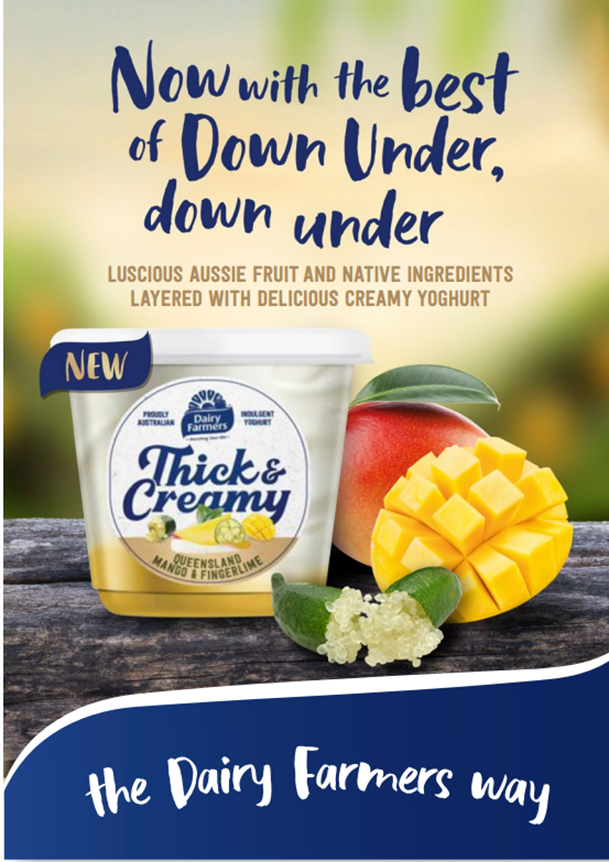 Now with the best
of Down Under,
down under
LUSCIOUS AUSSIE FRUIT AND NATIVE INGREDIENTS
LAYERED WITH DELICIOUS CREAMY YOGHURT
NEW
PROUDLY
AUSTRALIAN
Dairy
Farmers
INDULGENT
YOGHURT
Thick &
Creamy
QUEENSLAND
MANGO & FINGERLIME
the Dairy Farmers way